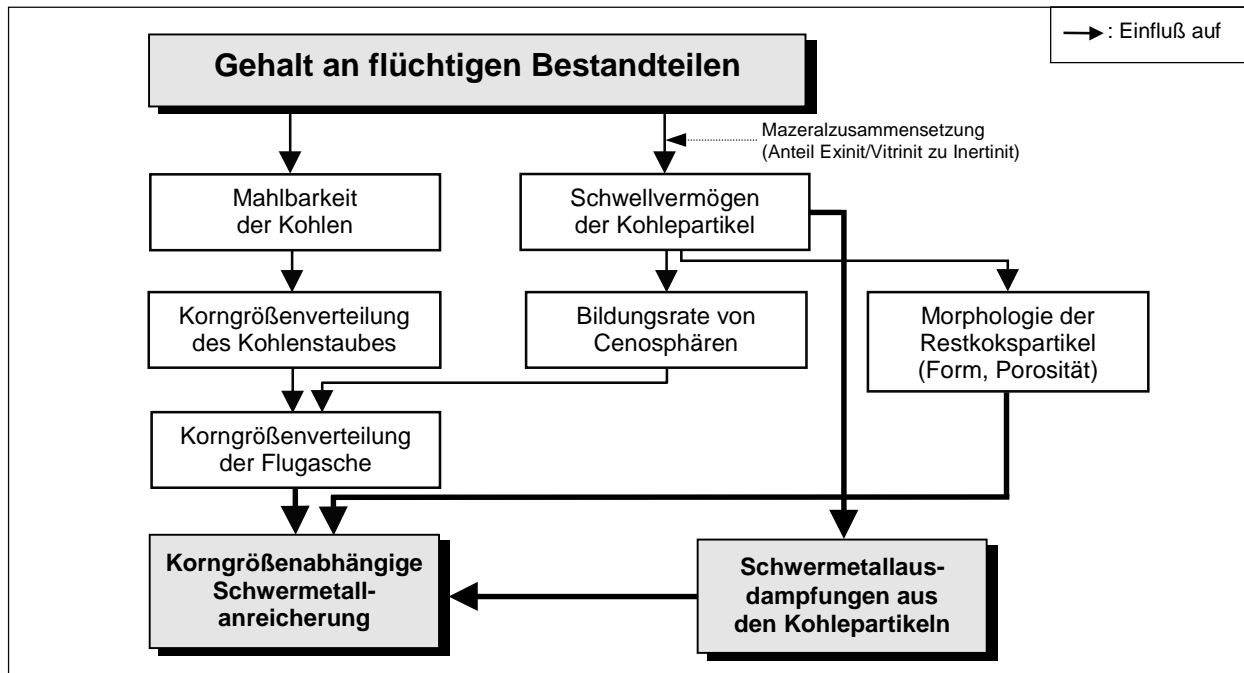 : Einfluß auf
Gehalt an flüchtigen Bestandteilen
Mazeralzusammensetzung
(Anteil Exinit/Vitrinit zu Inertinit)
Mahlbarkeit
der Kohlen
Schwellvermögen
der Kohlepartikel
Korngrößenverteilung
des Kohlenstaubes
Bildungsrate von
Cenosphären
Morphologie der
Restkokspartikel
(Form, Porosität)
Korngrößenverteilung
der Flugasche
Korngrößenabhängige
Schwermetall-
anreicherung
Schwermetallaus-
dampfungen aus
den Kohlepartikeln